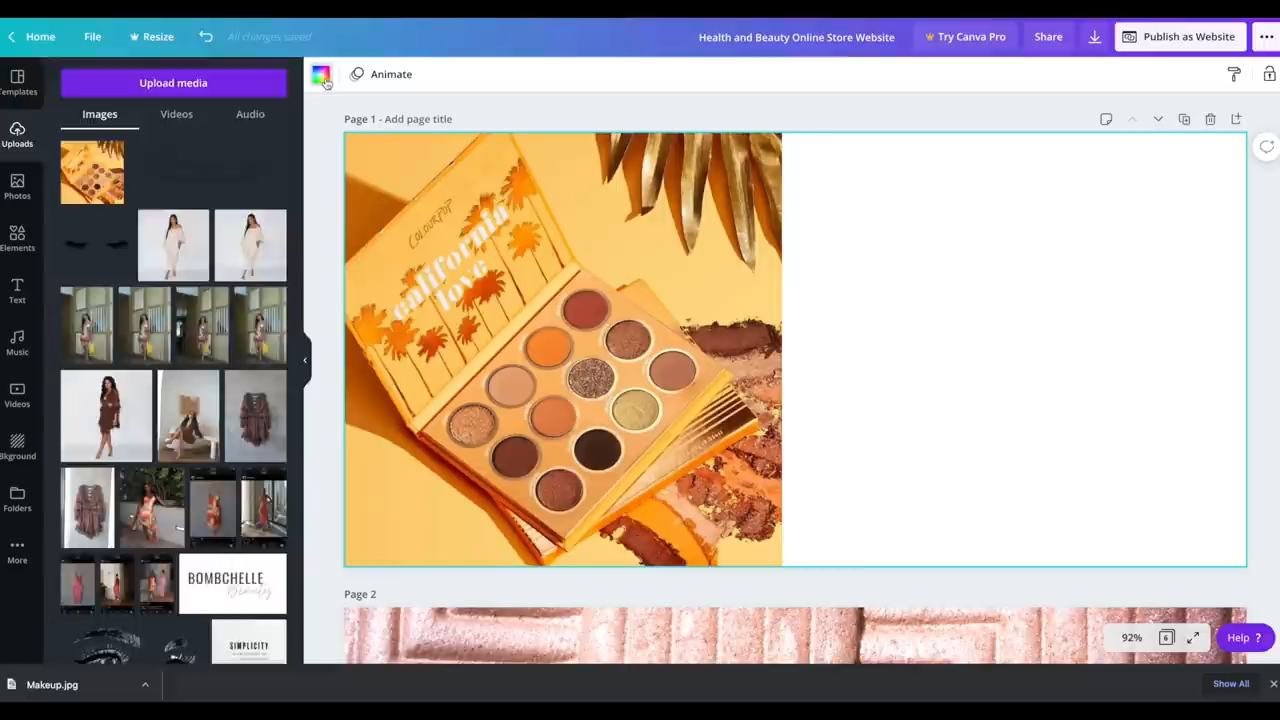 Home
File
Resize
All changes saved
Health and Beauty Online Store Website
Try Canva Pro
Share
Publish as Website
Templates
Upload media
Animate
Uploads
Images
Videos
Audio
Page 1 - Add page title
Photos
Elements
Text
Music
Videos
Bkground
Folders
More
COLOURPOP
california
love
BOMBCHELLE
Beauty
SIMPLICITY
Page 2
92%
6
Help ?
Makeup.jpg
Show All